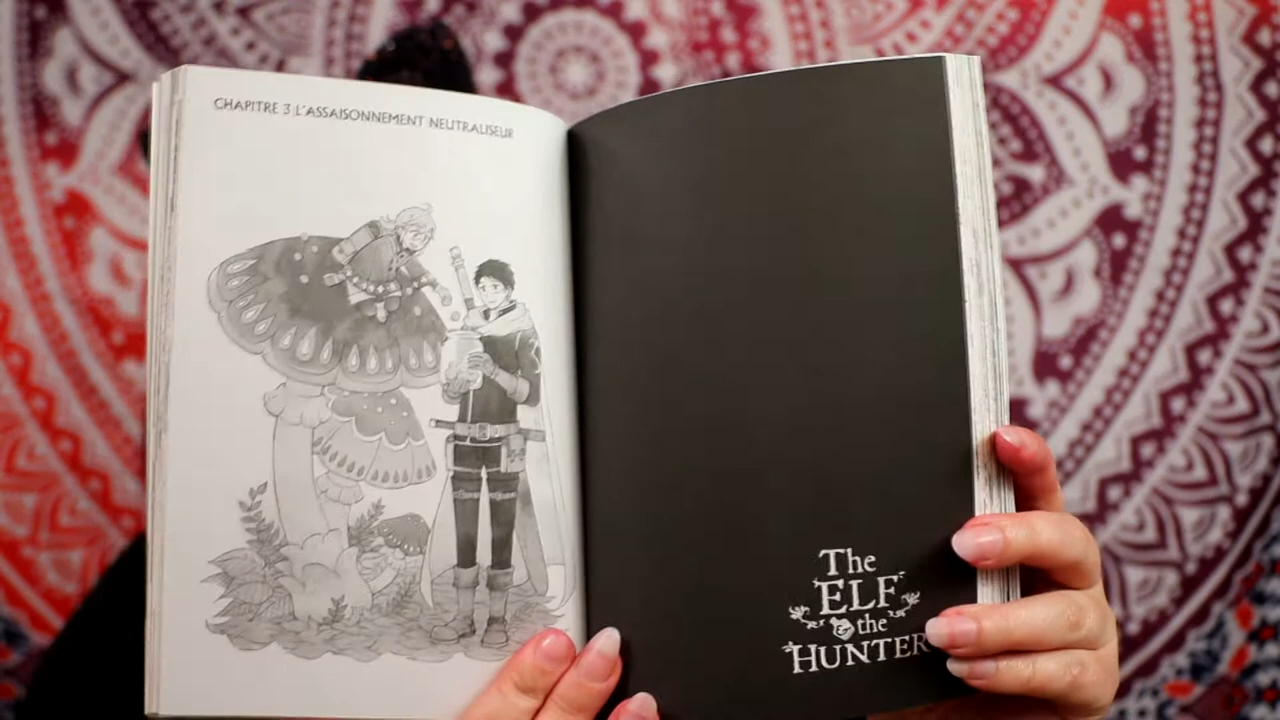 CHAPITRE 3 L'ASSAISONNEMENT NEUTRALISEUR
The
ELF
the
HUNTER